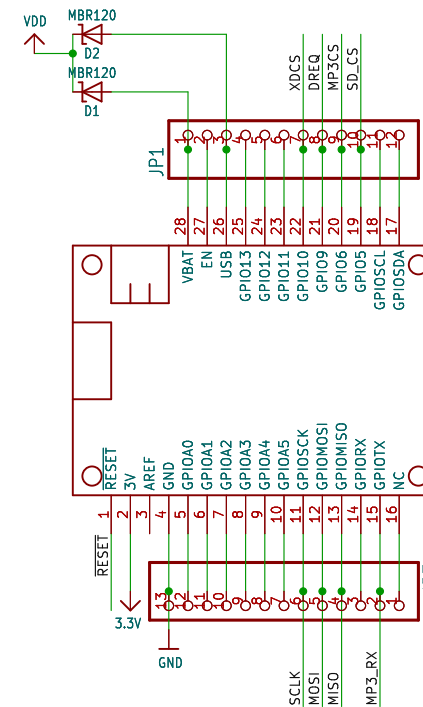 VDD
MBR120
D2
MBR120
D1
XDCS
DREQ
MP3CS
SD_CS
JP1
1 2 3 4 5 6 7 8 9 10 11 12
28 27 26 25 24 23 22 21 20 19 18 17
VBAT
EN
USB
GPIO13
GPIO12
GPIO11
GPIO10
GPIO9
GPIO6
GPIO5
GPIOSCL
GPIOSDA
RESET
3V
AREF
GND
GPIOA0
GPIOA1
GPIOA2
GPIOA3
GPIOA4
GPIOA5
GPIOSCK
GPIOMOSI
GPIOMISO
GPIORX
GPIOTX
NC
1 2 3 4 5 6 7 8 9 10 11 12 13 14 15 16
RESET
13 12 11 10 9 8 7 6 5 4 3 2 1
3.3V
GND
SCLK
MOSI
MISO
MP3_RX